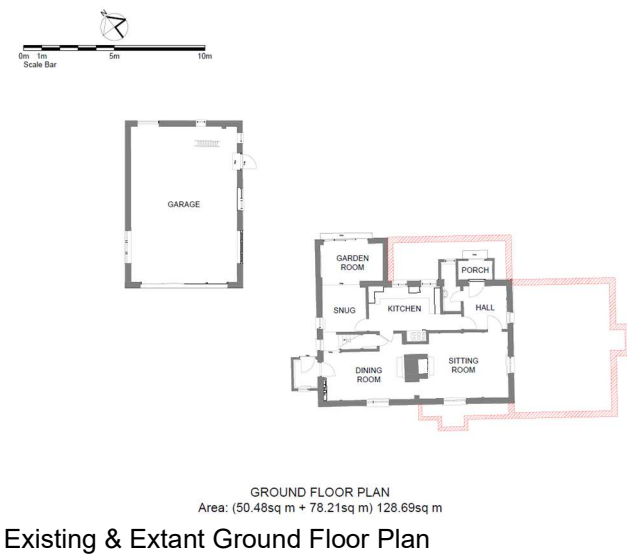 0m 1m 5m 10m
Scale Bar
GARAGE
GARDEN
ROOM
PORCH
SNUG
KITCHEN
HALL
DINING
ROOM
SITTING
ROOM
GROUND FLOOR PLAN
Area: (50.48sq m + 78.21sq m) 128.69sq m
Existing & Extant Ground Floor Plan